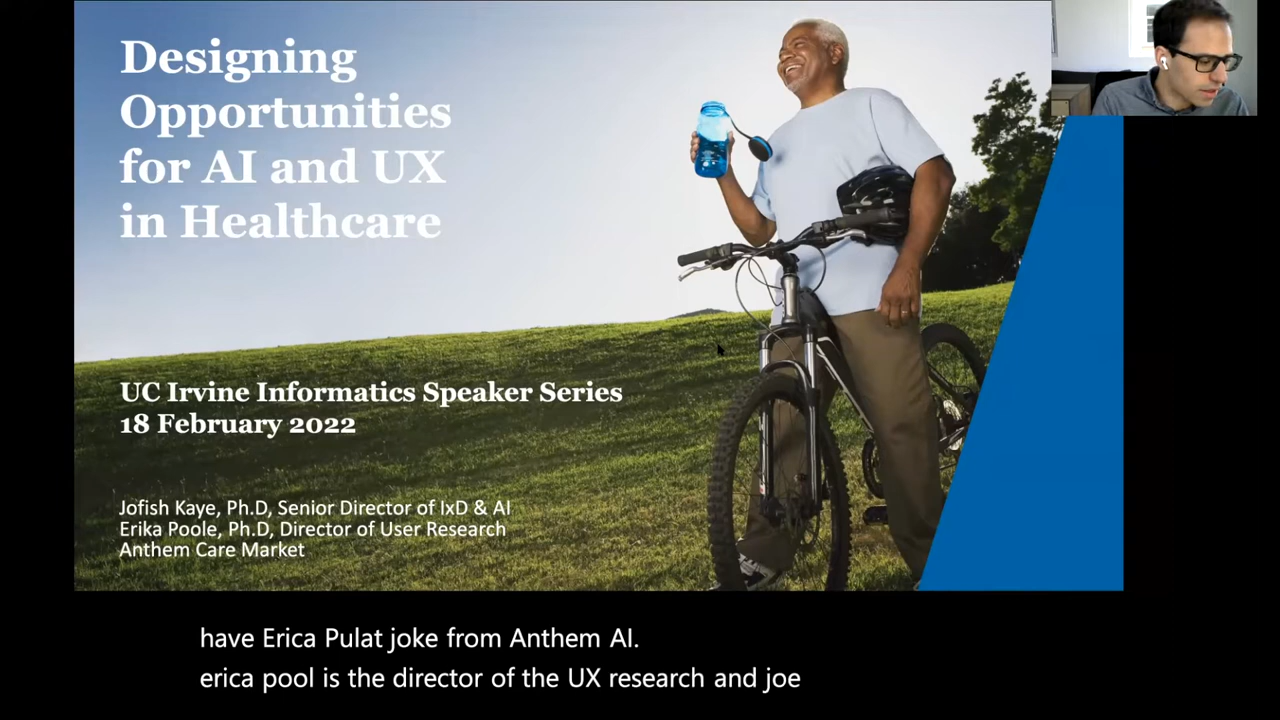 Designing
Opportunities
for AI and UX
in Healthcare
UC Irvine Informatics Speaker Series
18 February 2022
Jofish Kaye, Ph.D, Senior Director of IxD & AI
Erika Poole, Ph.D, Director of User Research
Anthem Care Market
have Erica Pulat joke from Anthem AI.
erica pool is the director of the UX research and joe